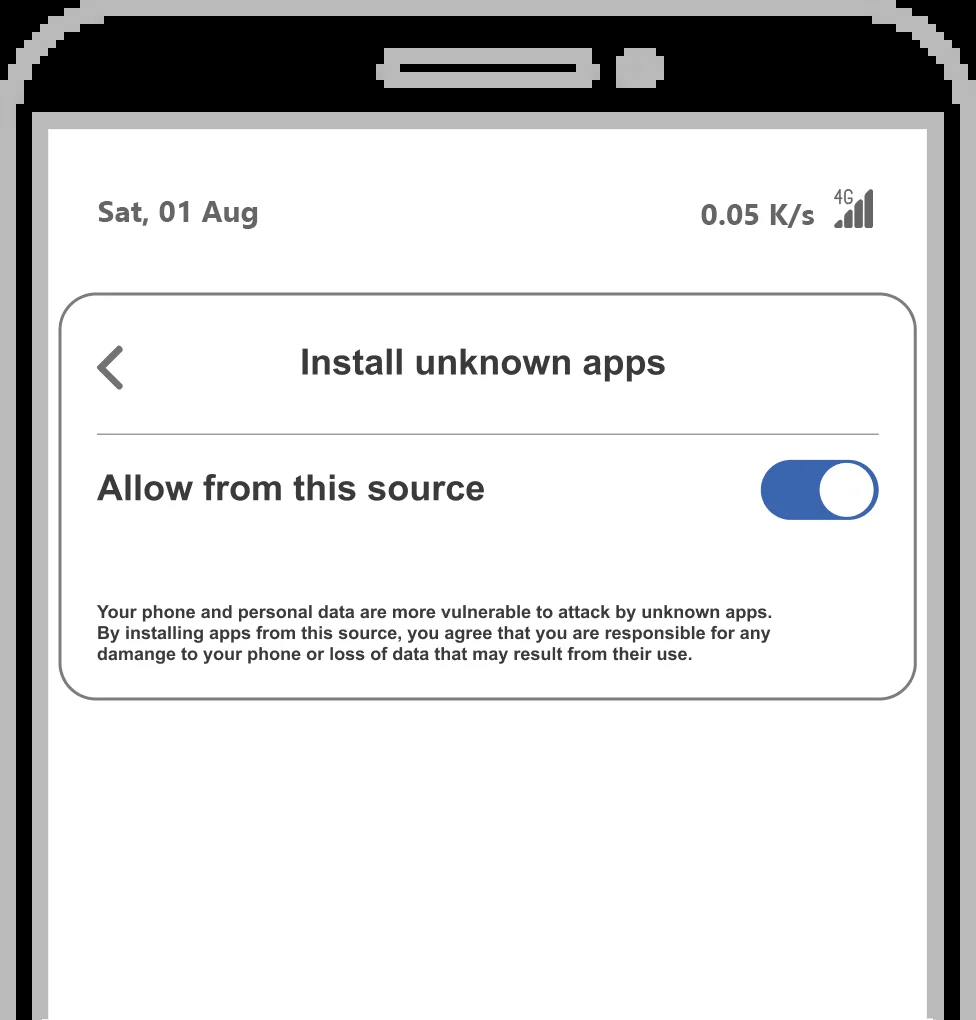 Sat, 01 Aug
0.05 K/s 4G
Install unknown apps
Allow from this source
Your phone and personal data are more vulnerable to attack by unknown apps.
By installing apps from this source, you agree that you are responsible for any
damange to your phone or loss of data that may result from their use.